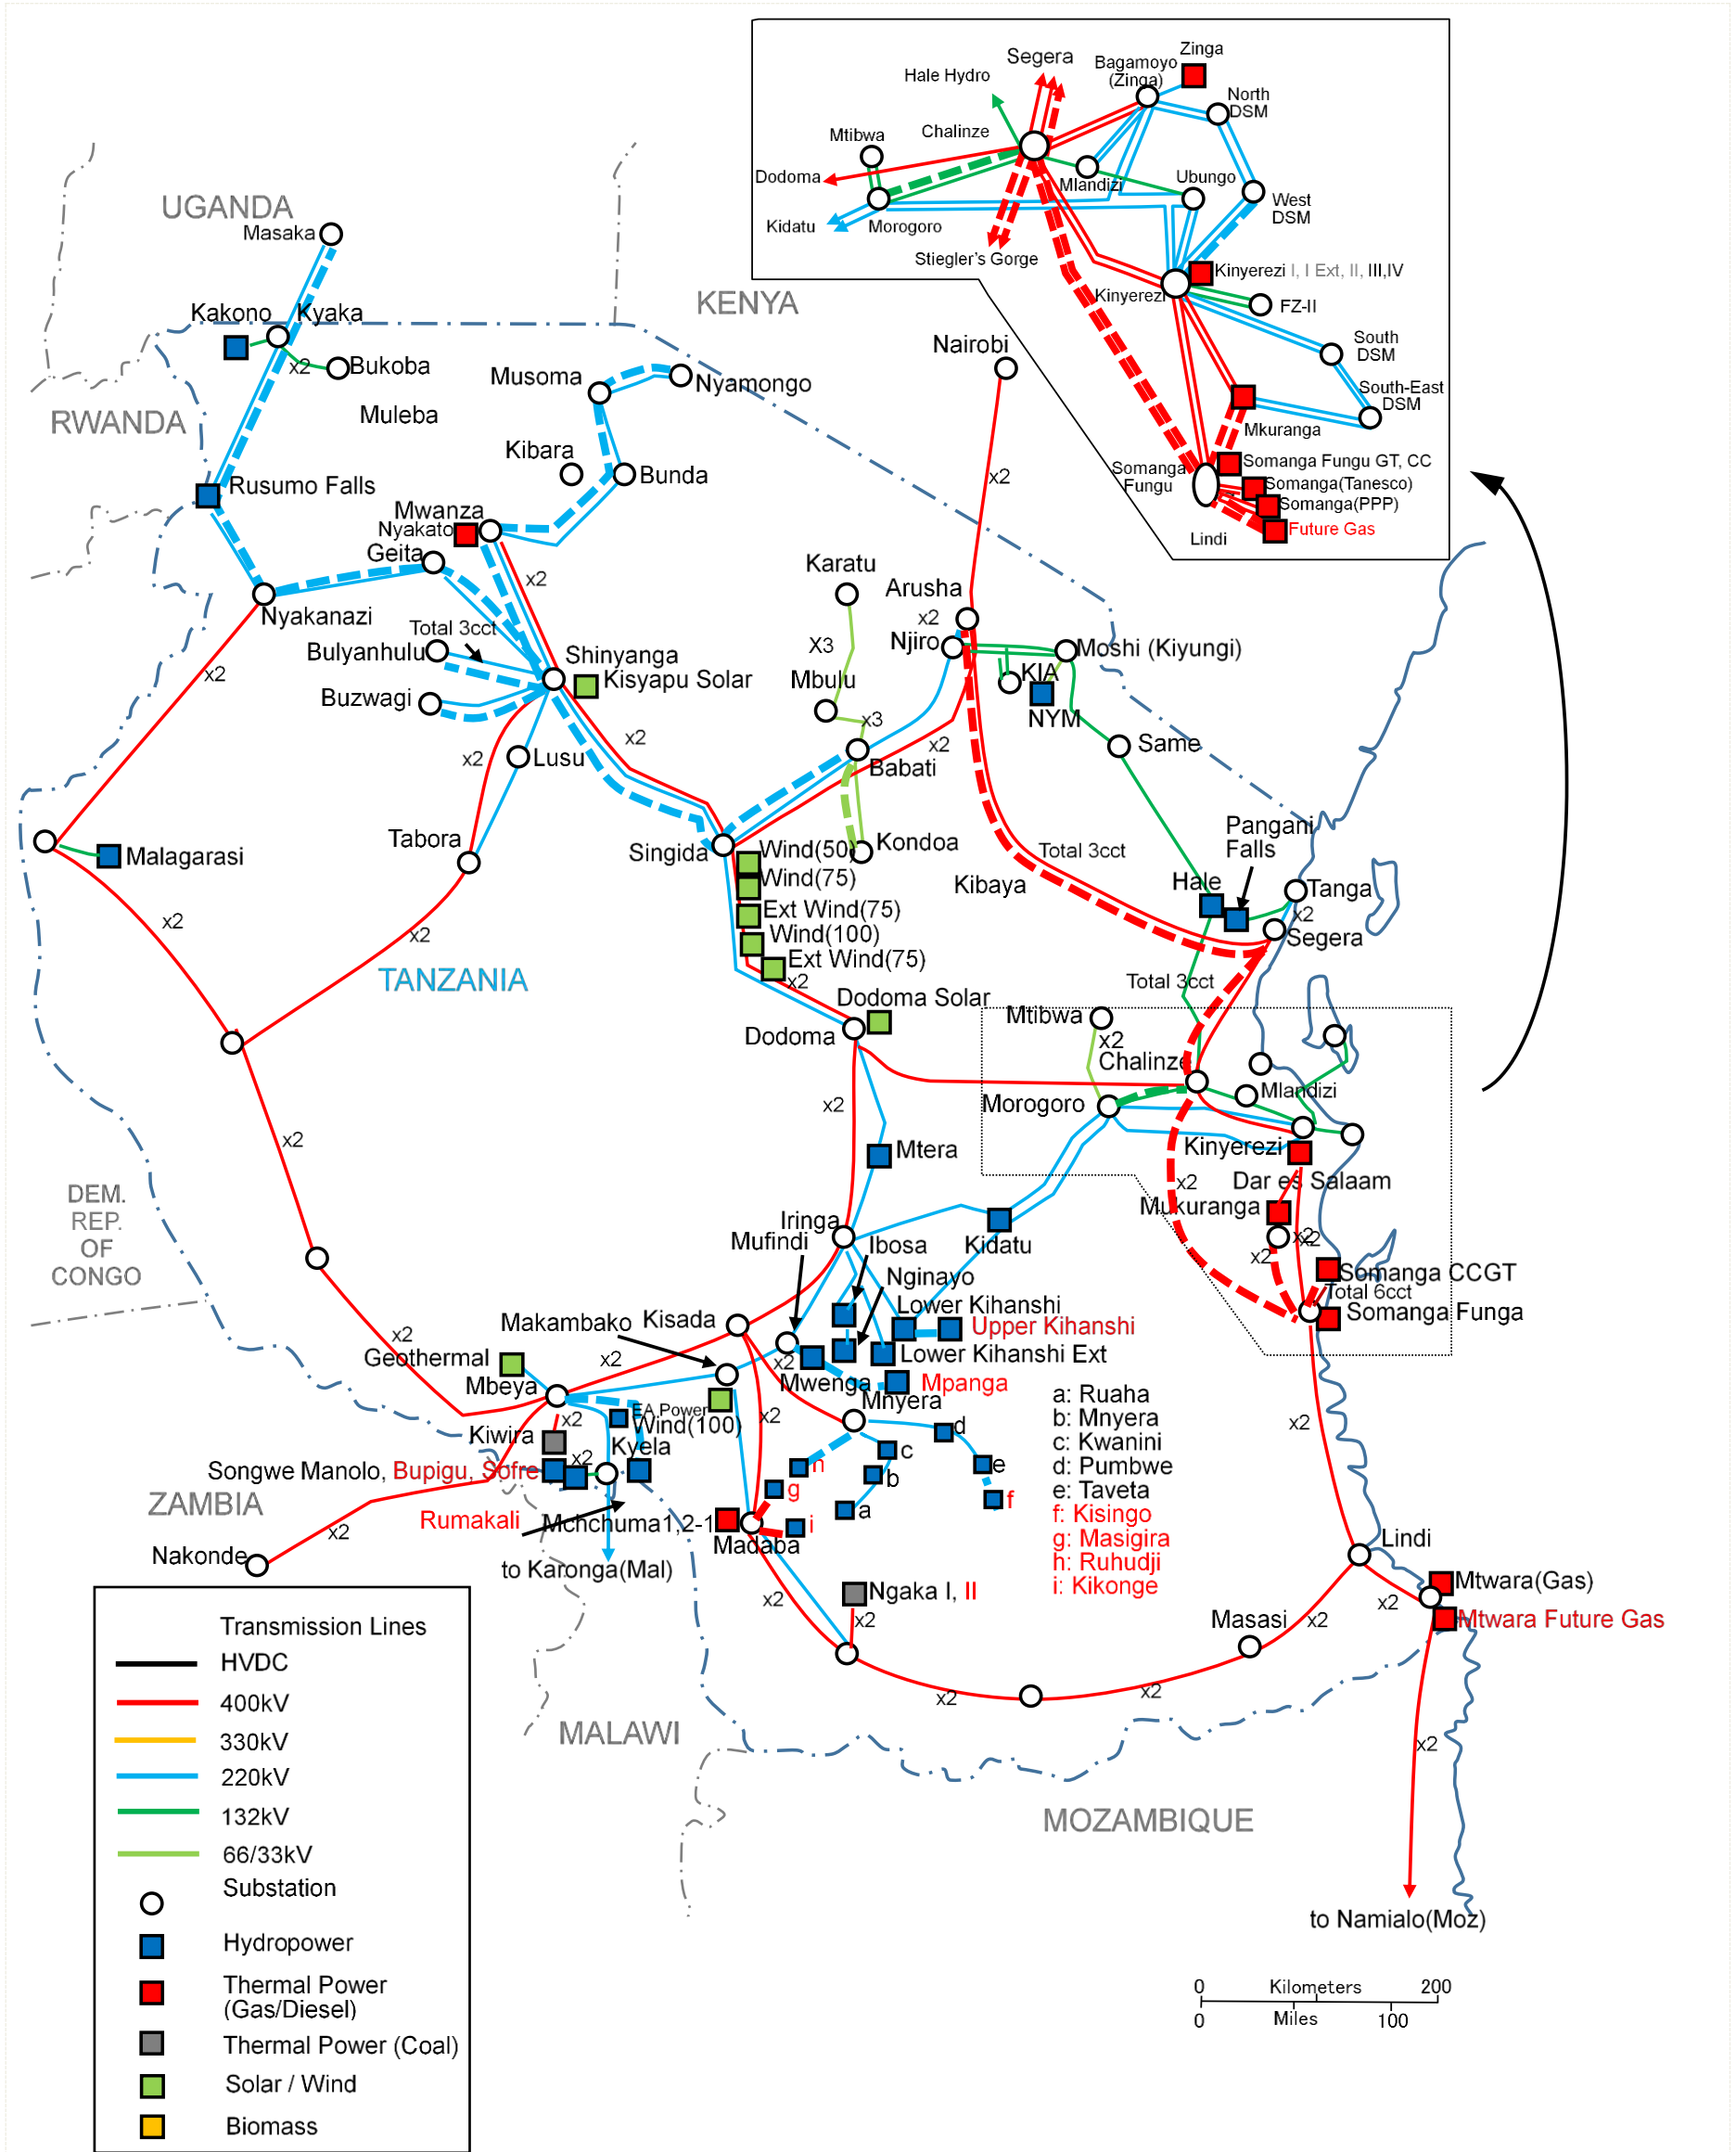 Segera
Zinga
Bagamoyo
(Zinga)
Hale Hydro
North
DSM
Mtibwa
Chalinze
Dodoma
Mlandizi
Ubungo
West
DSM
Kidatu
Morogoro
Stiegler's Gorge
Kinyerezi I, I Ext, II, III,IV
Kinyerezi
FZ-II
South
DSM
South-East
DSM
Mkuranga
Somanga
Fungu
Somanga Fungu GT, CC
Somanga(Tanesco)
Somanga(PPP)
Future Gas
Lindi
UGANDA
Masaka
KENYA
Kakono
Kyaka
x2
Bukoba
Nairobi
Musoma
Nyamongo
RWANDA
Muleba
Kibara
Bunda
x2
Rusumo Falls
Mwanza
Nyakato
Geita
x2
Karatu
Arusha
x2
Nyakanazi
Total 3cct
Njiro
Moshi (Kiyungi)
Bulyanhulu
Shinyanga
X3
KIA
x2
Kisyapu Solar
Mbulu
Buzwagi
NYM
x3
x2
x2
Same
x2
Lusu
Babati
Tabora
Singida
Kondoa
Wind(50)
Wind(75)
Total 3cct
Pangani
Falls
Malagarasi
Kibaya
Hale
Tanga
x2
Ext Wind(75)
x2
x2
Wind(100)
Segera
Ext Wind(75)
TANZANIA
x2
Total 3cct
Dodoma Solar
Mtibwa
Dodoma
x2
Chalinze
Mlandizi
x2
Morogoro
x2
Mtera
Kinyerezi
DEM.
REP.
OF
CONGO
x2
Dar es Salaam
Mukuranga
Iringa
Mufindi
Ibosa
Kidatu
x2
x2
x2
Nginayo
Somanga CCGT
Total 6cct
Somanga Funga
Makambako
Kisada
Lower Kihanshi
Upper Kihanshi
x2
Geothermal
x2
x2
Lower Kihanshi Ext
Mbeya
Mwenga
Mpanga
Mnyera
EA Power
Wind(100)
x2
x2
Kiwira
Kyela
x2
x2
a: Ruaha
b: Mnyera
c: Kwanini
d: Pumbwe
e: Taveta
f: Kisingo
g: Masigira
h: Ruhudji
i: Kikonge
d
c
e
b
h
g
f
a
i
Songwe Manolo, Bupigu, Sofre
ZAMBIA
Rumakali
Mchchuma1,2-1
Madaba
x2
Nakonde
to Karonga(Mal)
Lindi
x2
Ngaka I, II
x2
Mtwara(Gas)
x2
Masasi
x2
Mtwara Future Gas
x2
x2
MALAWI
x2
MOZAMBIQUE
to Namialo(Moz)
Transmission Lines
HVDC
400kV
330kV
220kV
132kV
66/33kV
Substation
Hydropower
Thermal Power
(Gas/Diesel)
Thermal Power (Coal)
Solar / Wind
Biomass
0 Kilometers 200
0 Miles 100